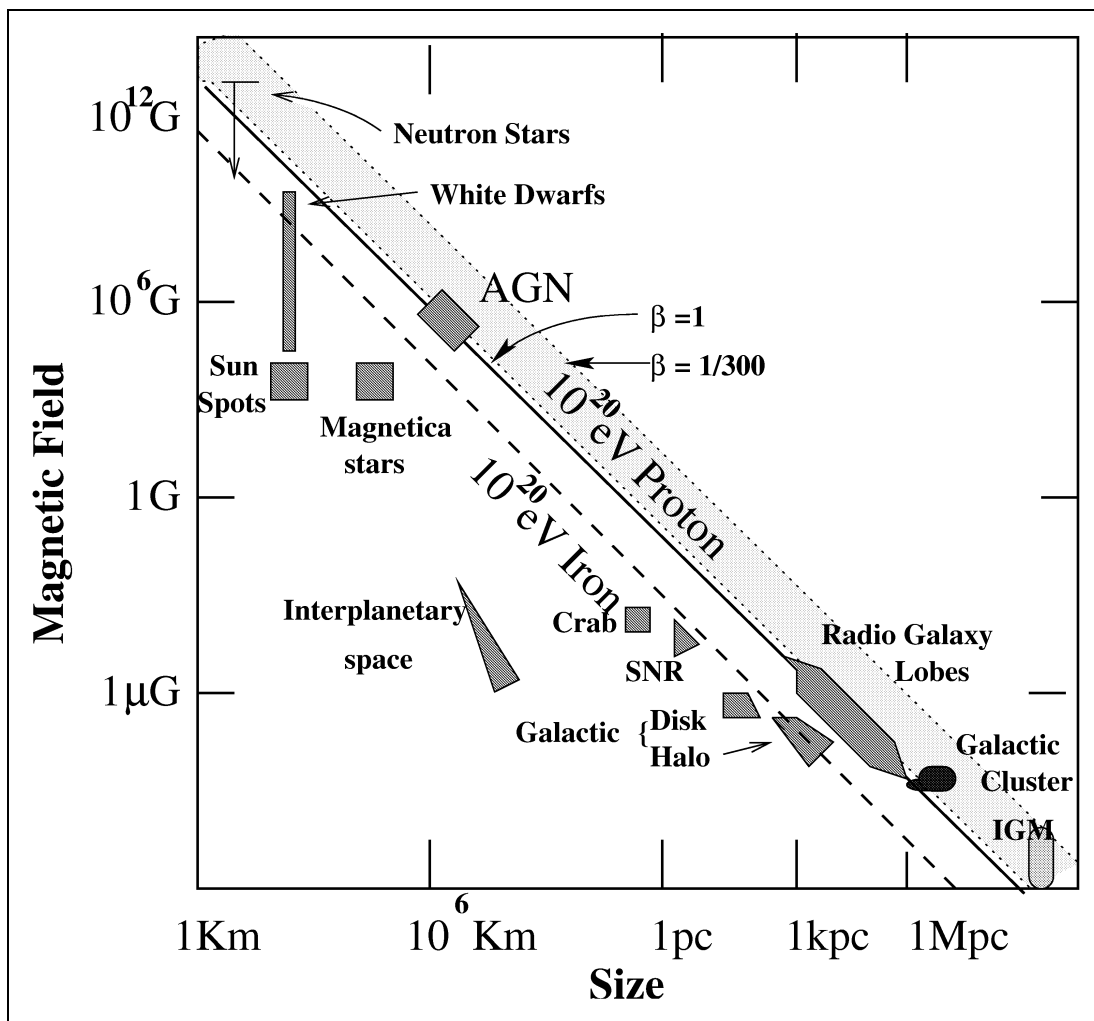 10¹²G
Neutron Stars
White Dwarfs
10⁶G
AGN
β =1
β = 1/300
Sun
Spots
Magnetica
stars
10²⁰ eV Proton
10²⁰ eV Iron
1G
Interplanetary
space
Crab
SNR
Radio Galaxy
Lobes
1μG
Galactic { Disk
Halo
Galactic
Cluster
IGM
Magnetic Field
1Km
10⁶ Km
1pc
1kpc
1Mpc
Size